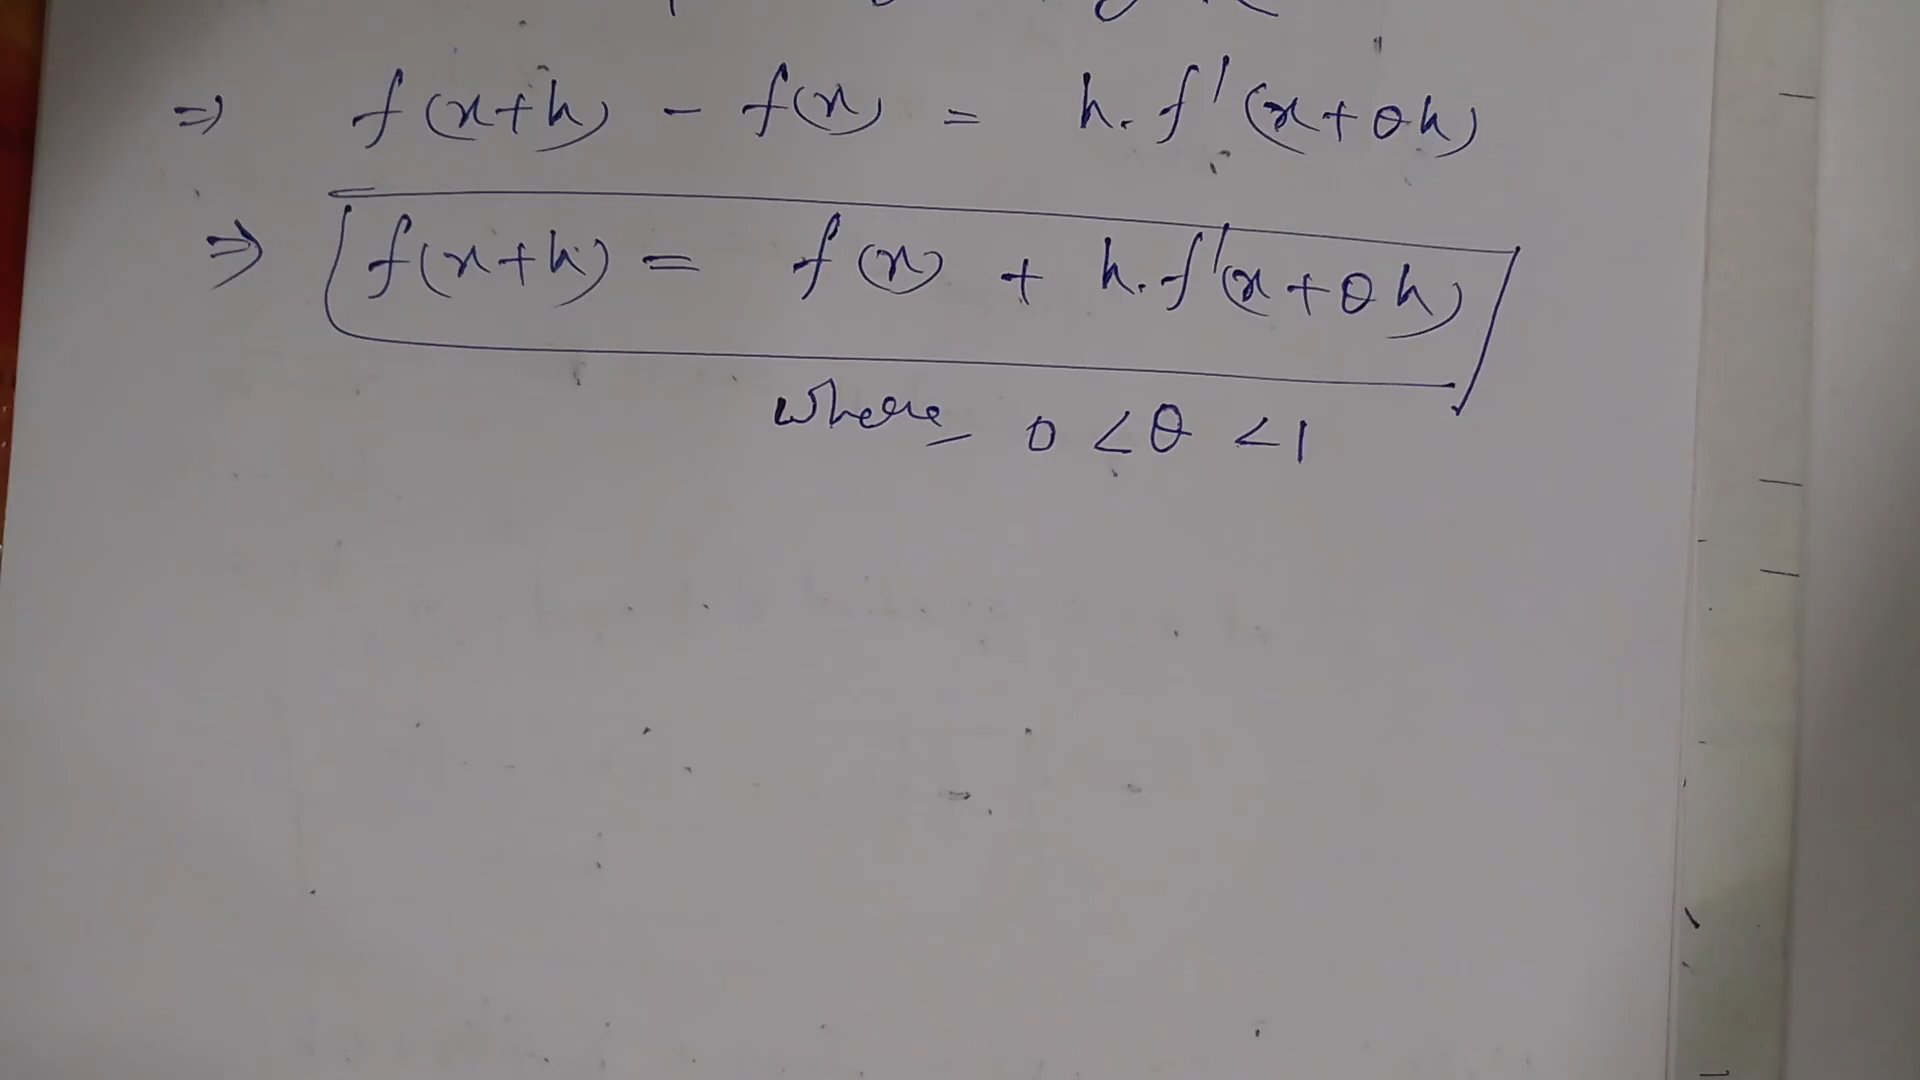 ⇒ f(x+h) - f(x) = h. f'(x+θh)
⇒ f(x+h) = f(x) + h. f'(x+θh)
where 0 < θ < 1